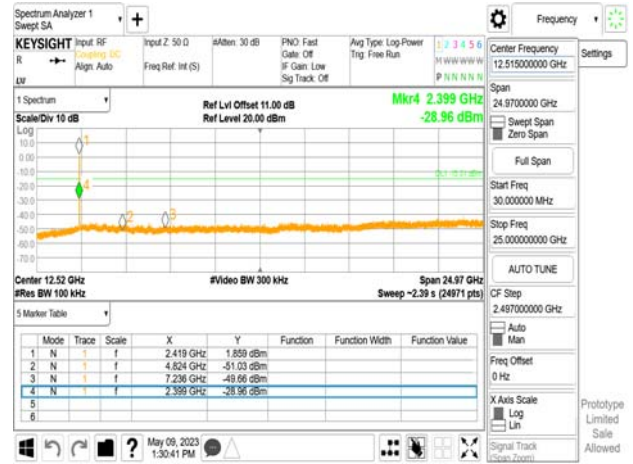 Spectrum Analyzer 1
Swept SA
+
Frequency
KEYSIGHT Input: RF Input Z: 50 Ω #Atten: 30 dB PNO: Fast Avg Type: Log-Power 1 2 3 4 5 6
R Coupling: DC Gate: Off Trig: Free Run M W W W W W
Align: Auto Freq Ref: Int (S) IF Gain: Low P N N N N N
Sig Track: Off
LU
1 Spectrum
Ref Lvl Offset 11.00 dB
Mkr4 2.399 GHz
Scale/Div 10 dB Ref Level 20.00 dBm -28.96 dBm
Log
10.0
0.00
-10.0
-20.0
-30.0
-40.0
-50.0
-60.0
-70.0
1
4
2
3
Center 12.52 GHz #Video BW 300 kHz Span 24.97 GHz
#Res BW 100 kHz Sweep ~2.39 s (24971 pts)
5 Marker Table
Mode Trace Scale X Y Function Function Width Function Value
1 N 1 f 2.419 GHz 1.859 dBm
2 N 1 f 4.824 GHz -51.03 dBm
3 N 1 f 7.236 GHz -49.66 dBm
4 N 1 f 2.399 GHz -28.96 dBm
5
6
? May 09, 2023
1:30:41 PM
Center Frequency
12.515000000 GHz
Settings
Span
24.9700000 GHz
Swept Span
Zero Span
Full Span
Start Freq
30.000000 MHz
Stop Freq
25.000000000 GHz
AUTO TUNE
CF Step
2.497000000 GHz
Auto
Man
Freq Offset
0 Hz
X Axis Scale
Log
Lin
Signal Track
(Span Zoom)
Prototype
Limited
Sale
Allowed